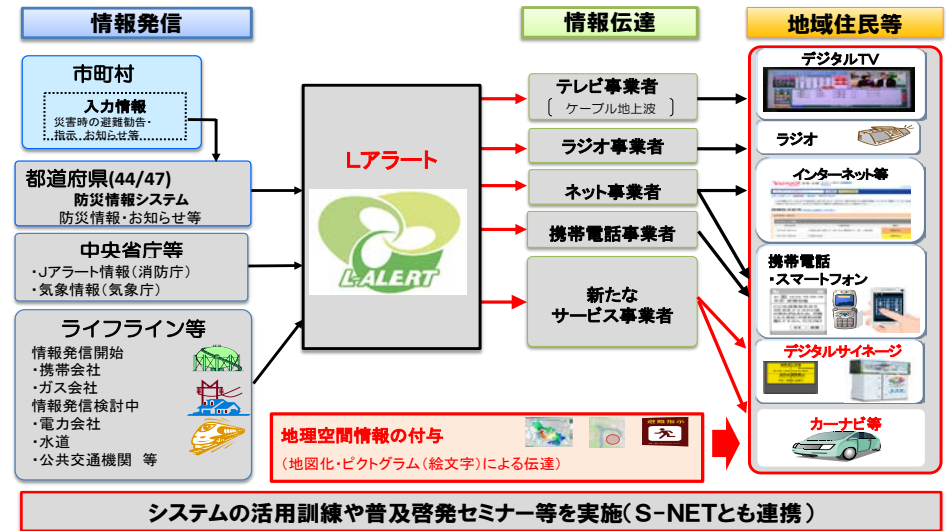 情報発信
情報伝達
地域住民等
市町村
入力情報
災害時の避難勧告・
指示 お知らせ等
都道府県(44/47)
防災情報システム
防災情報・お知らせ等
中央省庁等
・Jアラート情報(消防庁)
・気象情報(気象庁)
ライフライン等
情報発信開始
・携帯会社
・ガス会社
情報発信検討中
・電力会社
・水道
・公共交通機関 等
Lアラート
L-ALERT
テレビ事業者
〔 ケーブル地上波 〕
ラジオ事業者
ネット事業者
携帯電話事業者
新たな
サービス事業者
デジタルTV
ラジオ
インターネット等
携帯電話
・スマートフォン
デジタルサイネージ
カーナビ等
地理空間情報の付与
(地図化・ピクトグラム(絵文字)による伝達)
避難指示
システムの活用訓練や普及啓発セミナー等を実施(S-NETとも連携)